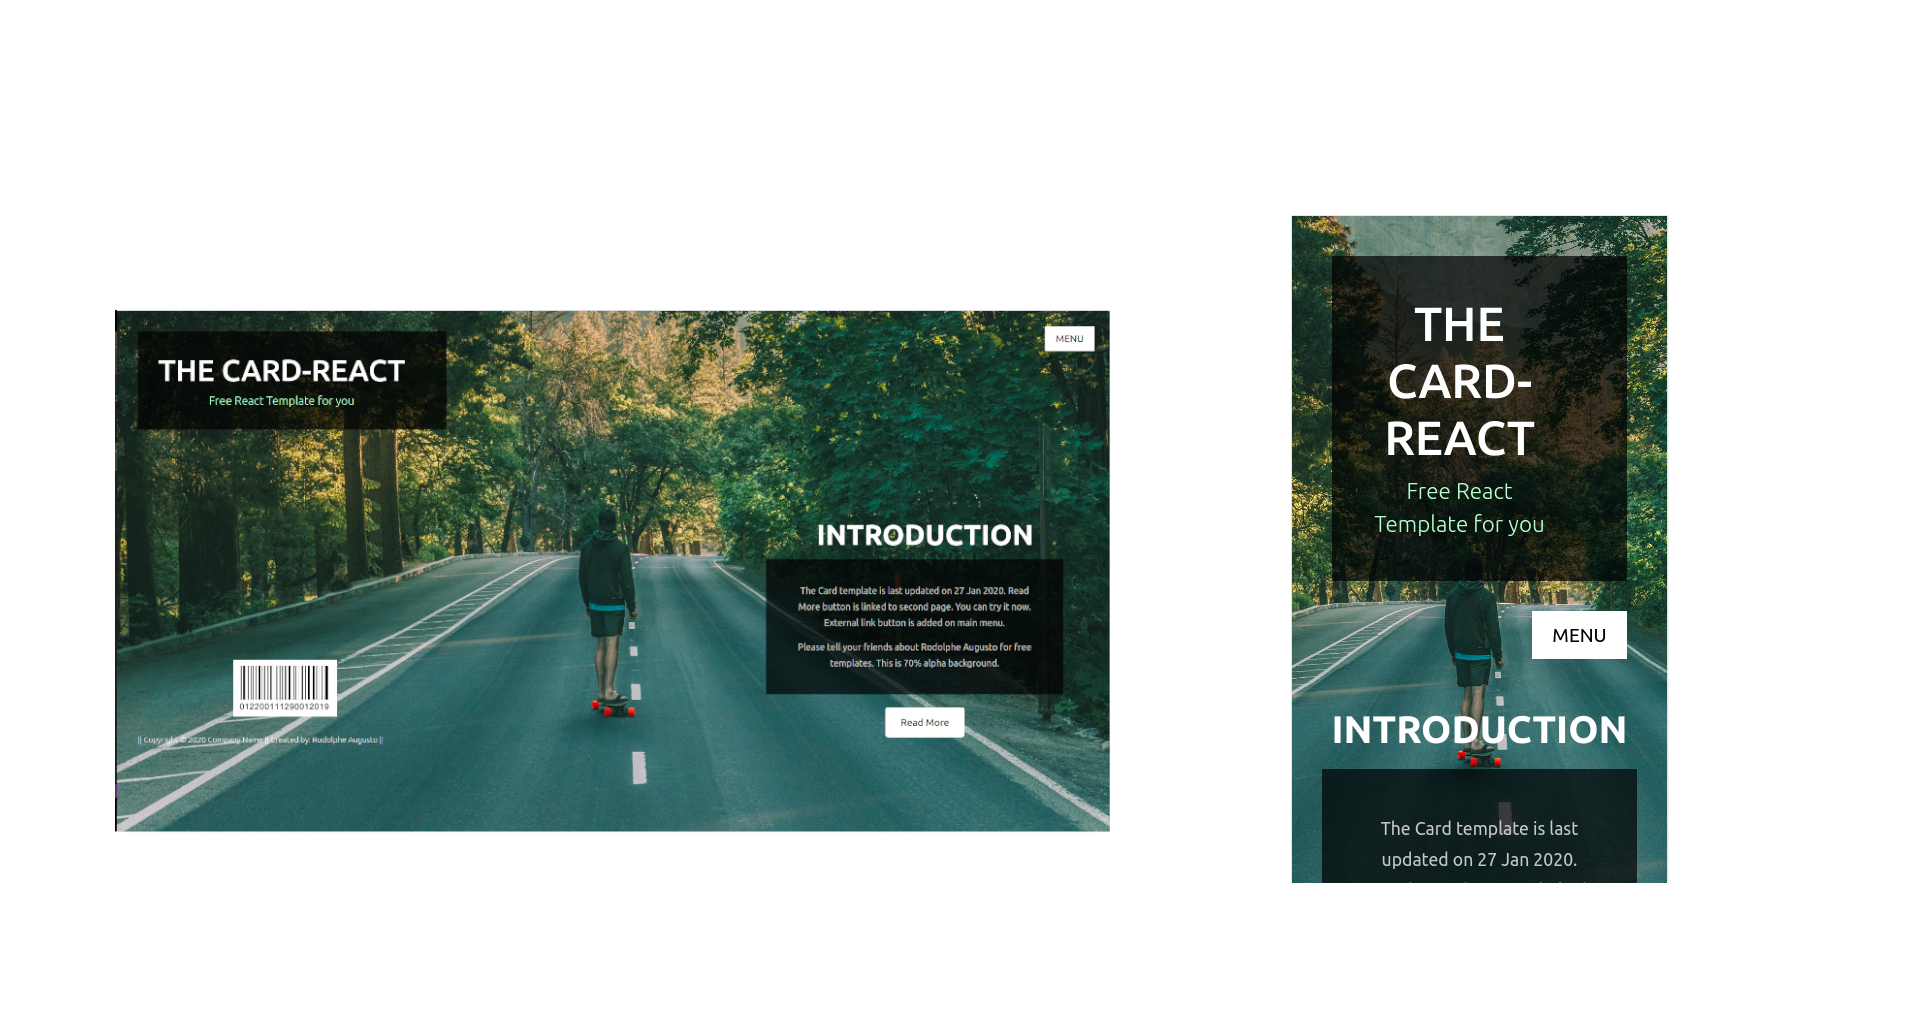 THE CARD-REACT
Free React Template for you
MENU
INTRODUCTION
The Card template is last updated on 27 Jan 2020. Read
More button is linked to second page. You can try it now.
External link button is added on main menu.
Please tell your friends about Rodolphe Augusto for free
templates. This is 70% alpha background.
Read More
012200111290012019
|| Copyright © 2020 Company Name || Created by: Rodolphe Augusto ||
THE
CARD-
REACT
Free React
Template for you
MENU
INTRODUCTION
The Card template is last
updated on 27 Jan 2020.